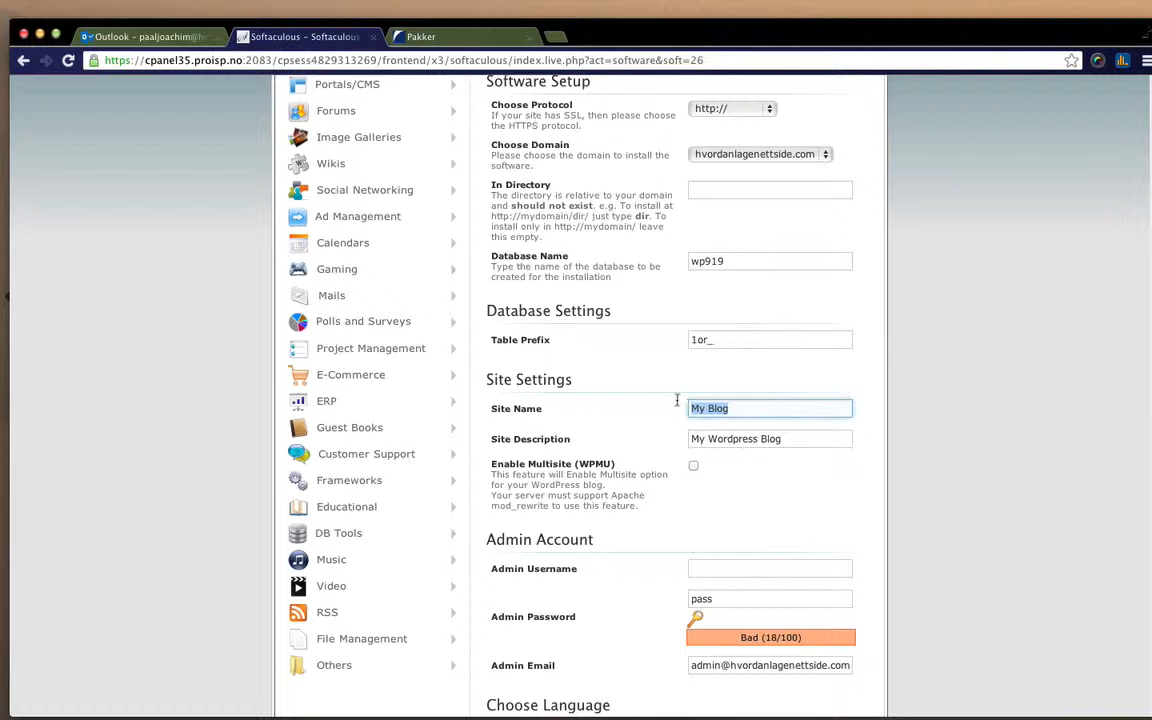 Outlook - paaljoachim@h
Softaculous - Softaculous
Pakker
https://cpanel35.proisp.no:2083/cpsess4829313269/frontend/x3/softaculous/index.live.php?act=software&soft=26
Portals/CMS
Forums
Image Galleries
Wikis
Social Networking
Ad Management
Calendars
Gaming
Mails
Polls and Surveys
Project Management
E-Commerce
ERP
Guest Books
Customer Support
Frameworks
Educational
DB Tools
Music
Video
RSS
File Management
Others
Software Setup
Choose Protocol
If your site has SSL, then please choose
the HTTPS protocol.
http://
Choose Domain
Please choose the domain to install the
software.
hvordanlagenettside.com
In Directory
The directory is relative to your domain
and should not exist. e.g. To install at
http://mydomain/dir/ just type dir. To
install only in http://mydomain/ leave
this empty.
Database Name
Type the name of the database to be
created for the installation
wp919
Database Settings
Table Prefix
1or_
Site Settings
Site Name
My Blog
Site Description
My Wordpress Blog
Enable Multisite (WPMU)
This feature will Enable Multisite option
for your WordPress blog.
Your server must support Apache
mod_rewrite to use this feature.
Admin Account
Admin Username
Admin Password
pass
Bad (18/100)
Admin Email
admin@hvordanlagenettside.com
Choose Language